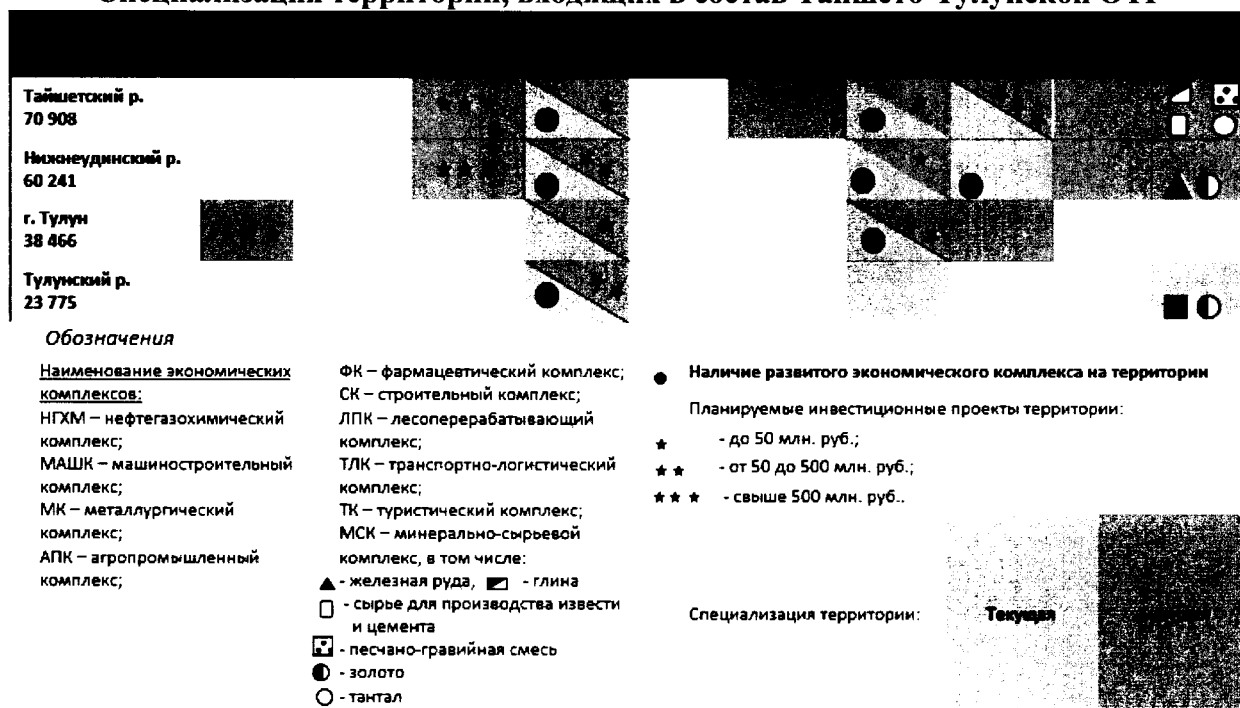 Специализация территорий, входящих в состав Тайшето-Тулунской ОТТ
Тайшетский р.
70 908
Нижнеудинский р.
60 241
г. Тулун
38 466
Тулунский р.
23 775
Обозначения
Наименование экономических
комплексов:
НГХМ – нефтегазохимический
комплекс;
МАШК – машиностроительный
комплекс;
МК – металлургический
комплекс;
АПК – агропромышленный
комплекс;
ФК – фармацевтический комплекс;
СК – строительный комплекс;
ЛПК – лесоперерабатывающий
комплекс;
ТЛК – транспортно-логистический
комплекс;
ТК – туристический комплекс;
МСК – минерально-сырьевой
комплекс, в том числе:
- железная руда, - глина
- сырье для производства извести
и цемента
- песчано-гравийная смесь
- золото
- тантал
Наличие развитого экономического комплекса на территории
Планируемые инвестиционные проекты территории:
- до 50 млн. руб.;
- от 50 до 500 млн. руб.;
- свыше 500 млн. руб..
Специализация территории:
Текущая